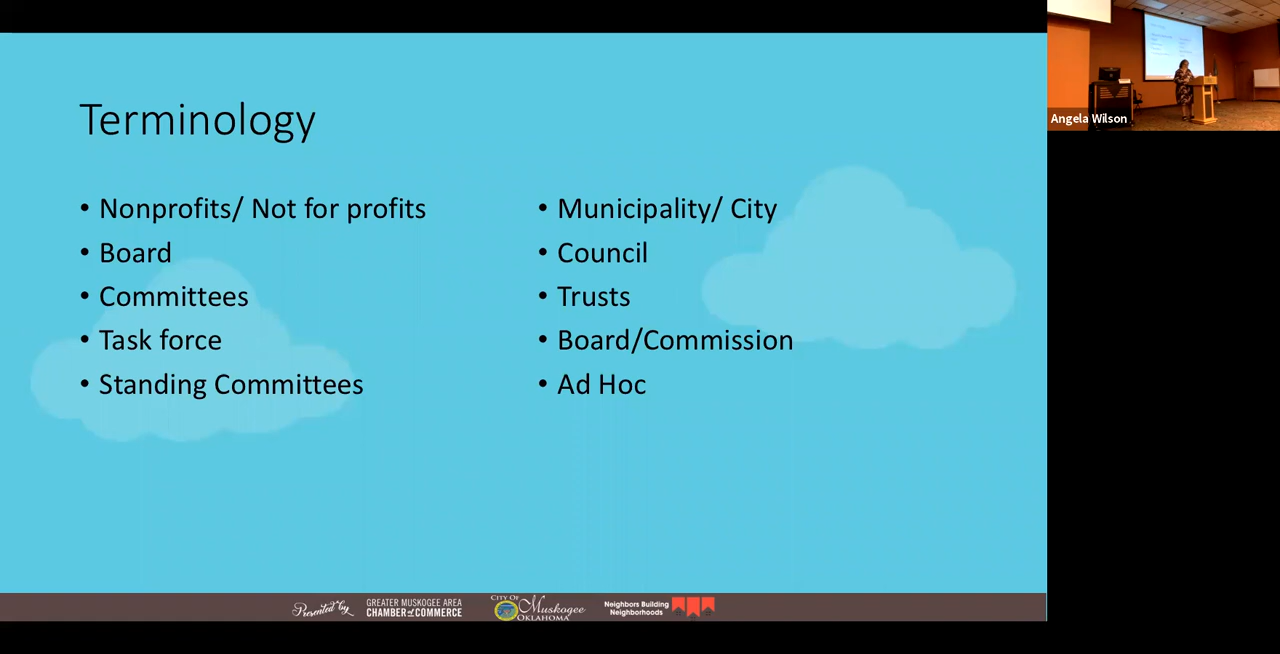 Terminology
• Nonprofits/ Not for profits
• Board
• Committees
• Task force
• Standing Committees
• Municipality/ City
• Council
• Trusts
• Board/Commission
• Ad Hoc
Presented by
GREATER MUSKOGEE AREA
CHAMBER of COMMERCE
CITY OF
Muskogee
OKLAHOMA
Neighbors Building
Neighborhoods
Angela Wilson